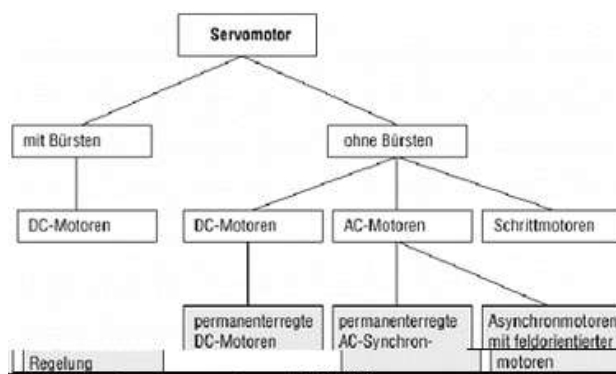 Servomotor
mit Bürsten
ohne Bürsten
DC-Motoren
DC-Motoren
AC-Motoren
Schrittmotoren
permanenterregte
DC-Motoren
permanenterregte
AC-Synchron-
Asynchronmotoren
mit feldorientierter
Regelung
motoren